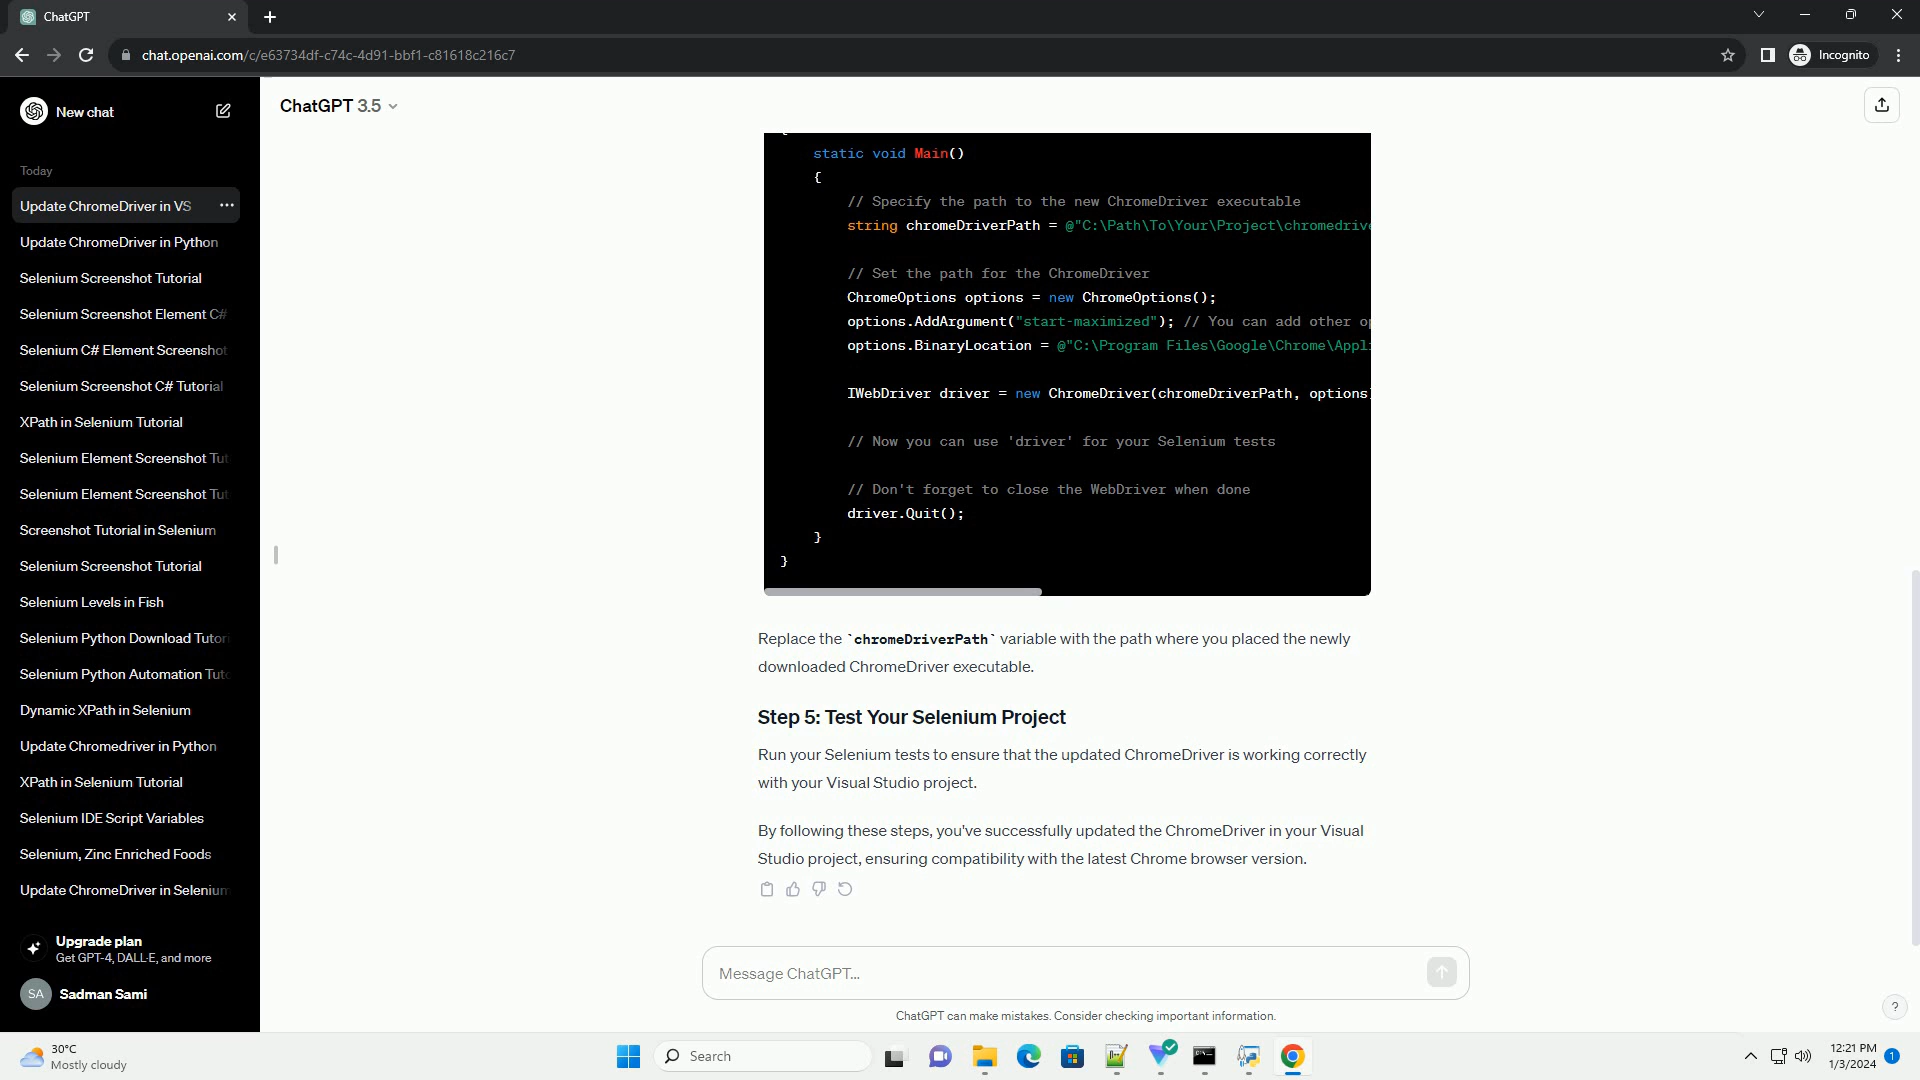 ChatGPT
chat.openai.com/c/e63734df-c74c-4d91-bbf1-c81618c216c7
Incognito
New chat
Today
Update ChromeDriver in VS
Update ChromeDriver in Python
Selenium Screenshot Tutorial
Selenium Screenshot Element C#
Selenium C# Element Screenshot
Selenium Screenshot C# Tutorial
XPath in Selenium Tutorial
Selenium Element Screenshot Tut
Selenium Element Screenshot Tut
Screenshot Tutorial in Selenium
Selenium Screenshot Tutorial
Selenium Levels in Fish
Selenium Python Download Tutori
Selenium Python Automation Tuto
Dynamic XPath in Selenium
Update Chromedriver in Python
XPath in Selenium Tutorial
Selenium IDE Script Variables
Selenium, Zinc Enriched Foods
Update ChromeDriver in Selenium
Upgrade plan
Get GPT-4, DALL·E, and more
SA Sadman Sami
ChatGPT 3.5
static void Main()
{
// Specify the path to the new ChromeDriver executable
string chromeDriverPath = @"C:\Path\To\Your\Project\chromedrive
// Set the path for the ChromeDriver
ChromeOptions options = new ChromeOptions();
options.AddArgument("start-maximized"); // You can add other op
options.BinaryLocation = @"C:\Program Files\Google\Chrome\Appli
IWebDriver driver = new ChromeDriver(chromeDriverPath, options)
// Now you can use 'driver' for your Selenium tests
// Don't forget to close the WebDriver when done
driver.Quit();
}
}
Replace the `chromeDriverPath` variable with the path where you placed the newly
downloaded ChromeDriver executable.
Step 5: Test Your Selenium Project
Run your Selenium tests to ensure that the updated ChromeDriver is working correctly
with your Visual Studio project.
By following these steps, you've successfully updated the ChromeDriver in your Visual
Studio project, ensuring compatibility with the latest Chrome browser version.
Message ChatGPT...
ChatGPT can make mistakes. Consider checking important information.
?
30°C
Mostly cloudy
Search
12:21 PM
1/3/2024
1